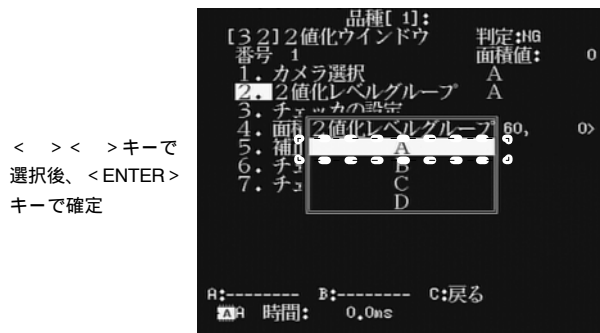 品種[ 1]:
[32]2値化ウインドウ 判定:NG
番号 1 面積値: 0
1. カメラ選択 A
2. 2値化レベルグループ A
3. チェッカの設定
4. 面積 60, 0>
5. 補
6. チェ
7. チェ
2値化レベルグループ
A
B
C
D
< > < >キーで
選択後、<ENTER>
キーで確定
A:-------- B:-------- C:戻る
AA 時間: 0.0ms